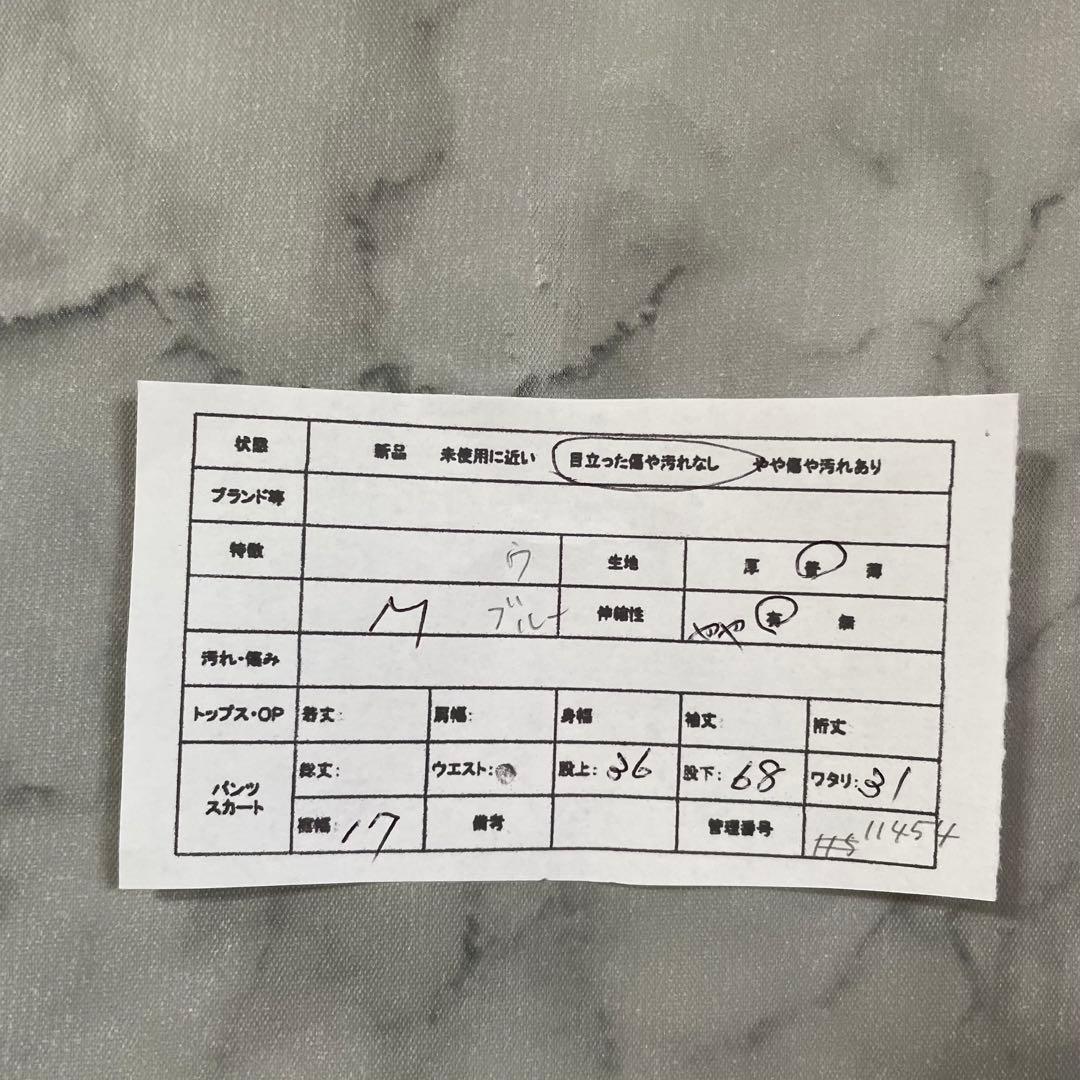 状態 新品 未使用に近い 目立った傷や汚れなし やや傷や汚れあり
ブランド等
特徴 ウ 生地 厚 普 薄
M ブルー 伸縮性 やや 有 無
汚れ・傷み
トップス・OP 着丈: 肩幅: 身幅 袖丈: 裄丈
パンツ スカート 総丈: ウエスト: 股上:36 股下:68 ワタリ:31
裾幅:17 備考 管理番号 11454